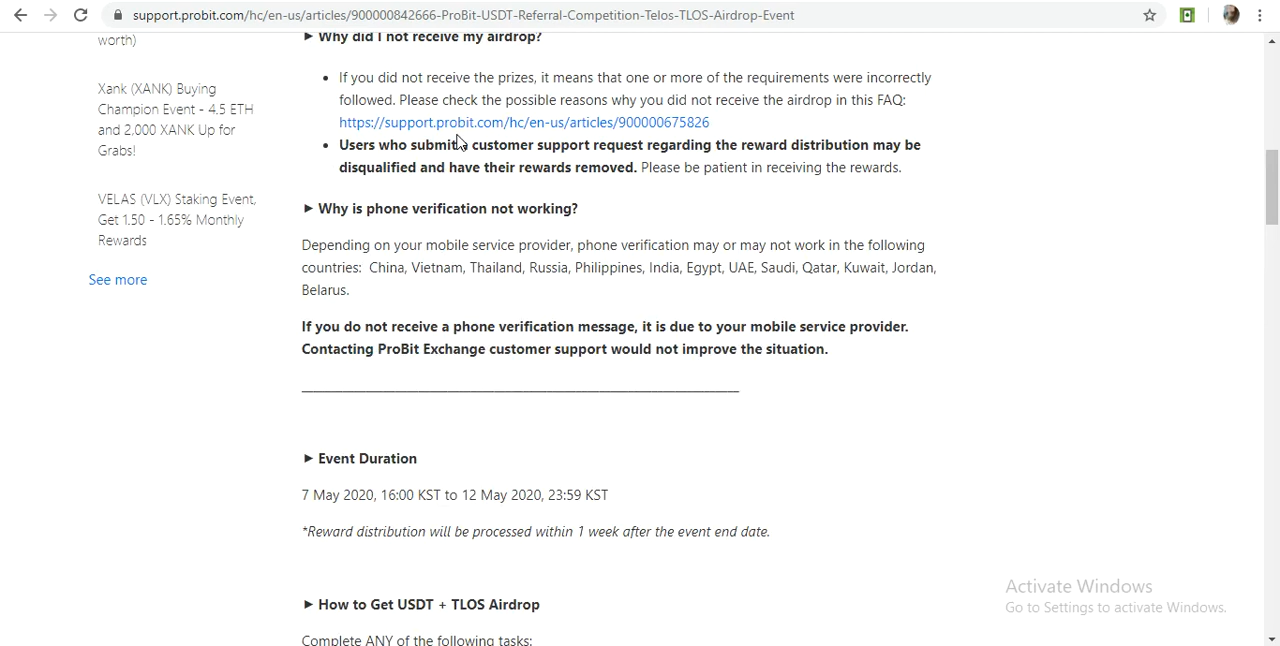 support.probit.com/hc/en-us/articles/900000842666-ProBit-USDT-Referral-Competition-Telos-TLOS-Airdrop-Event
worth)
Xank (XANK) Buying
Champion Event - 4.5 ETH
and 2,000 XANK Up for
Grabs!
VELAS (VLX) Staking Event,
Get 1.50 - 1.65% Monthly
Rewards
See more
► Why did I not receive my airdrop?
• If you did not receive the prizes, it means that one or more of the requirements were incorrectly
followed. Please check the possible reasons why you did not receive the airdrop in this FAQ:
https://support.probit.com/hc/en-us/articles/900000675826
• Users who submit a customer support request regarding the reward distribution may be
disqualified and have their rewards removed. Please be patient in receiving the rewards.
► Why is phone verification not working?
Depending on your mobile service provider, phone verification may or may not work in the following
countries: China, Vietnam, Thailand, Russia, Philippines, India, Egypt, UAE, Saudi, Qatar, Kuwait, Jordan,
Belarus.
If you do not receive a phone verification message, it is due to your mobile service provider.
Contacting ProBit Exchange customer support would not improve the situation.
► Event Duration
7 May 2020, 16:00 KST to 12 May 2020, 23:59 KST
*Reward distribution will be processed within 1 week after the event end date.
► How to Get USDT + TLOS Airdrop
Complete ANY of the following tasks:
Activate Windows
Go to Settings to activate Windows.